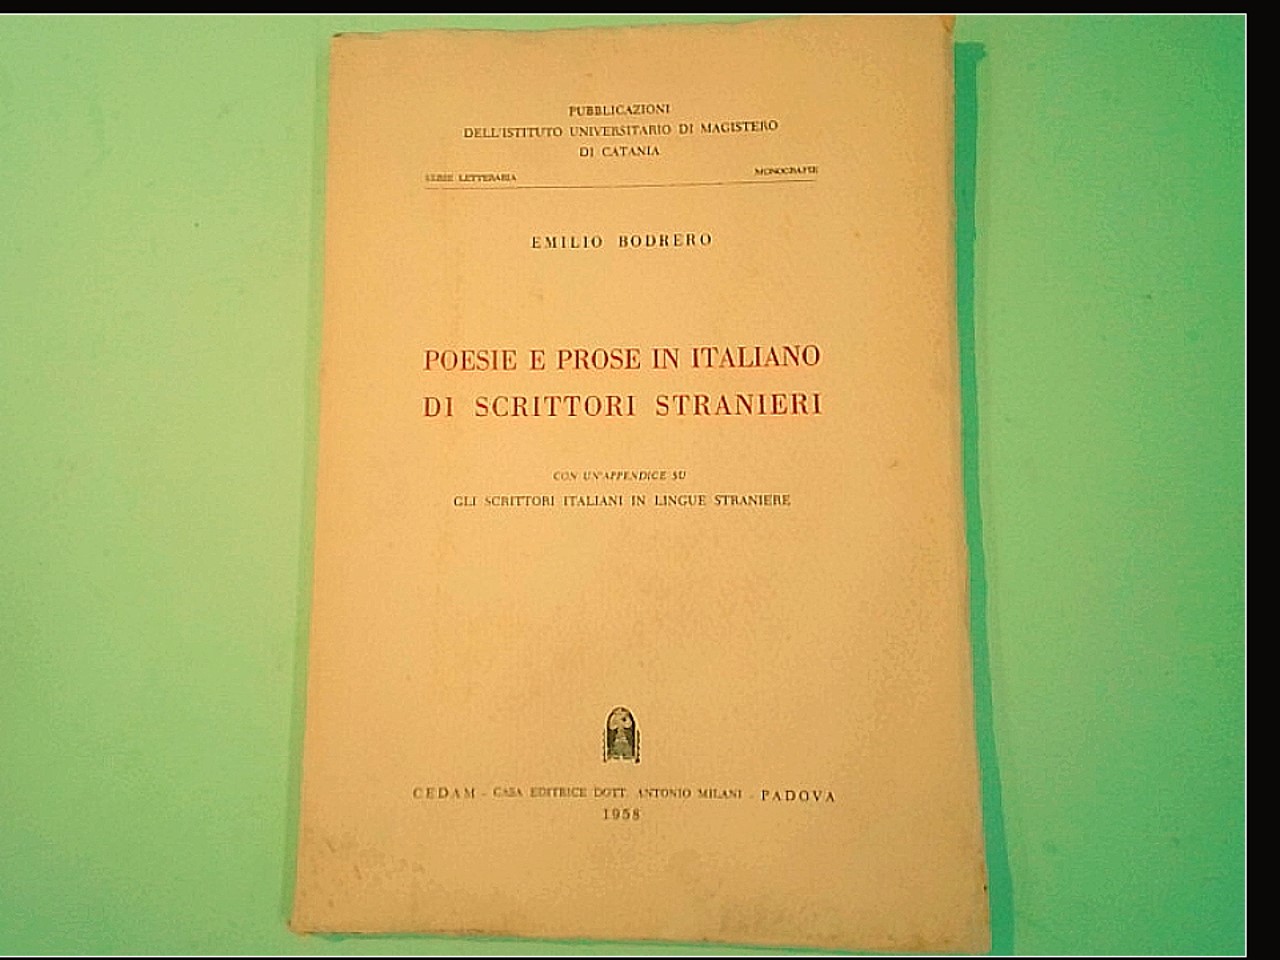 PUBBLICAZIONI
DELL'ISTITUTO UNIVERSITARIO DI MAGISTERO
DI CATANIA
SERIE LETTERARIA MONOGRAFIE
EMILIO BODRERO
POESIE E PROSE IN ITALIANO
DI SCRITTORI STRANIERI
CON UN'APPENDICE SU
GLI SCRITTORI ITALIANI IN LINGUE STRANIERE
CEDAM - CASA EDITRICE DOTT. ANTONIO MILANI - PADOVA
1958